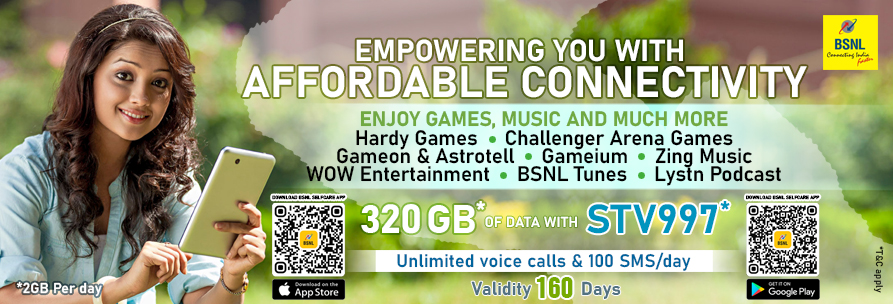 BSNL
Connecting India
Faster
EMPOWERING YOU WITH
AFFORDABLE CONNECTIVITY
ENJOY GAMES, MUSIC AND MUCH MORE
Hardy Games • Challenger Arena Games
Gameon & Astrotell • Gameium • Zing Music
WOW Entertainment • BSNL Tunes • Lystn Podcast
DOWNLOAD BSNL SELFCARE APP
BSNL
Download on the
App Store
320 GB* OF DATA WITH STV997*
Unlimited voice calls & 100 SMS/day
Validity 160 Days
DOWNLOAD BSNL SELFCARE APP
BSNL
GET IT ON
Google Play
*2GB Per day
*T&C apply